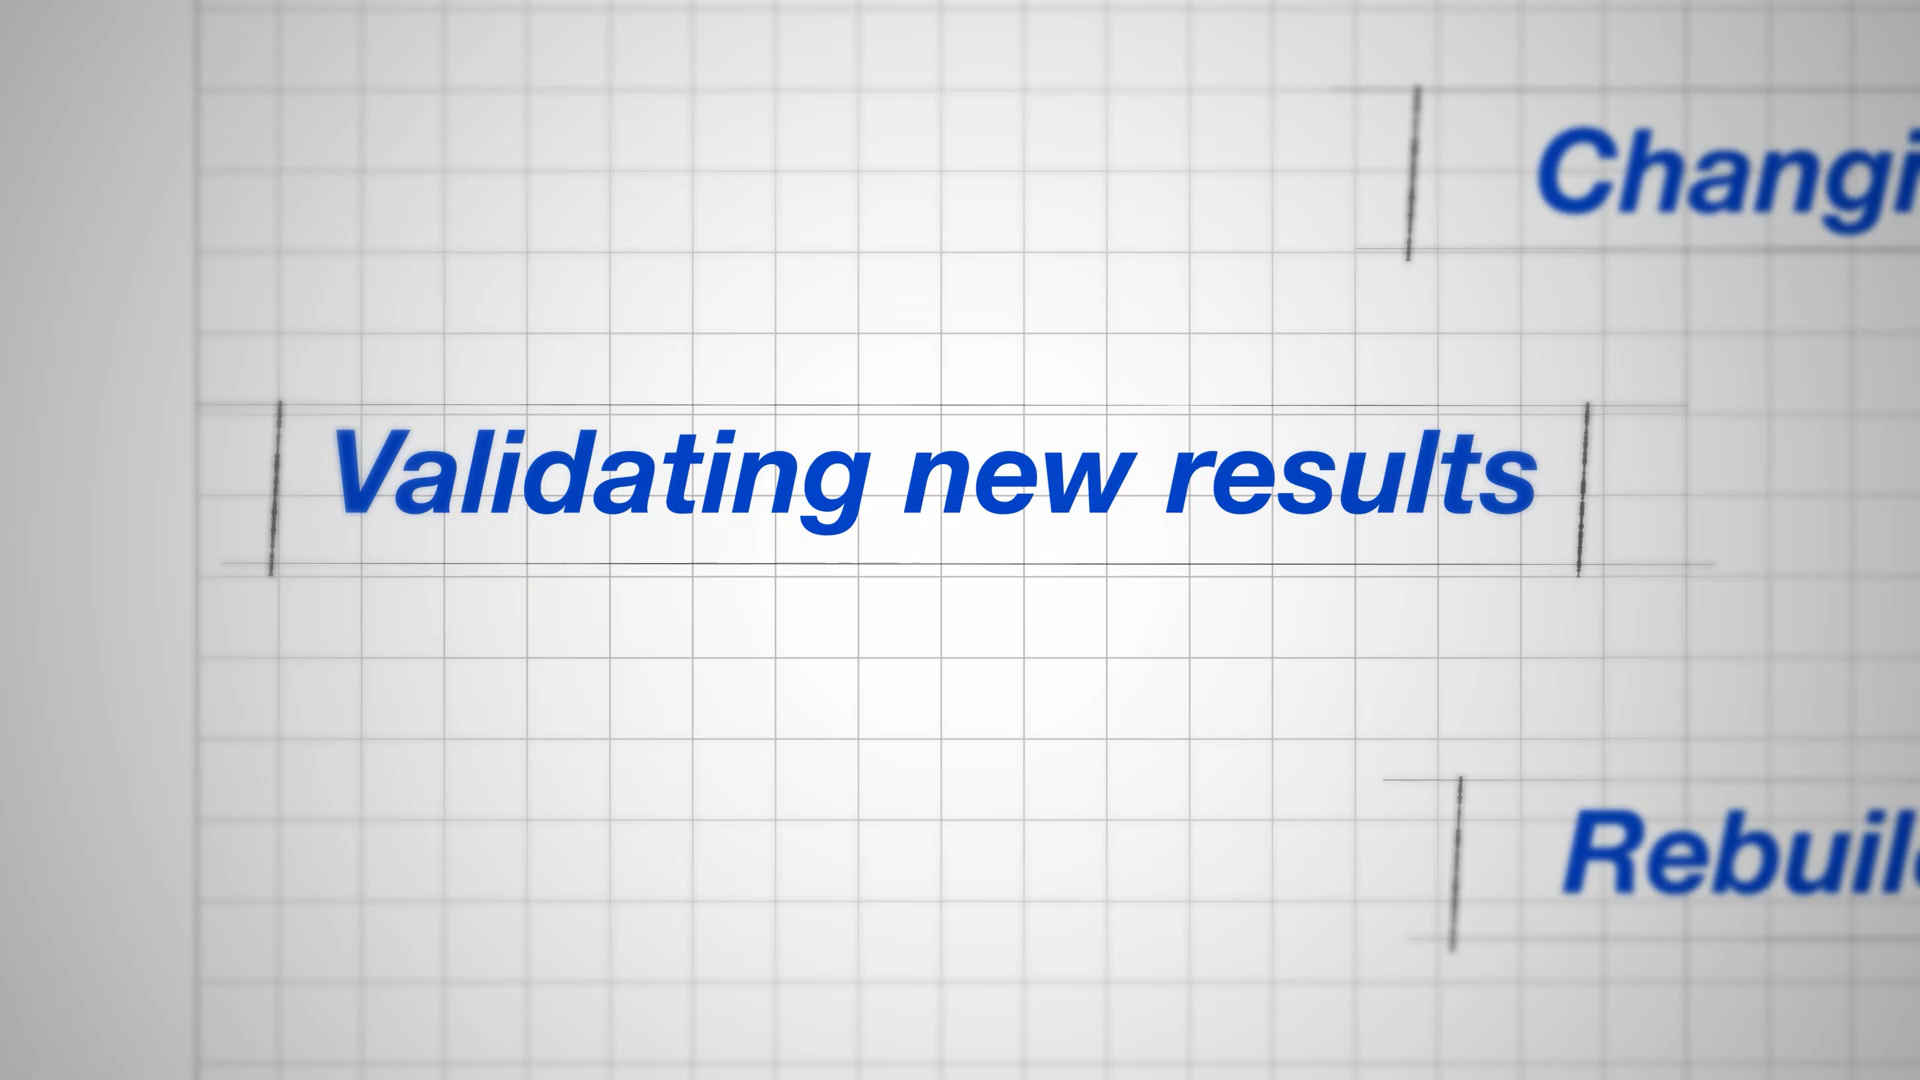 Changi
Validating new results
Rebuil